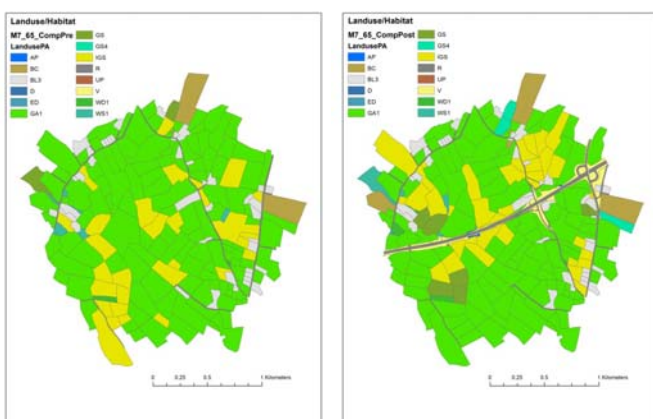 Landuse/Habitat
M7_65_CompPre
LandusePA
AP
BC
BL3
D
ED
GA1
GS
GS4
IGS
R
UP
V
WD1
WS1
0 0.25 0.5 1 Kilometers
Landuse/Habitat
M7_65_CompPost
LandusePA
AP
BC
BL3
D
ED
GA1
GS
GS4
IGS
R
UP
V
WD1
WS1
0 0.25 0.5 1 Kilometers